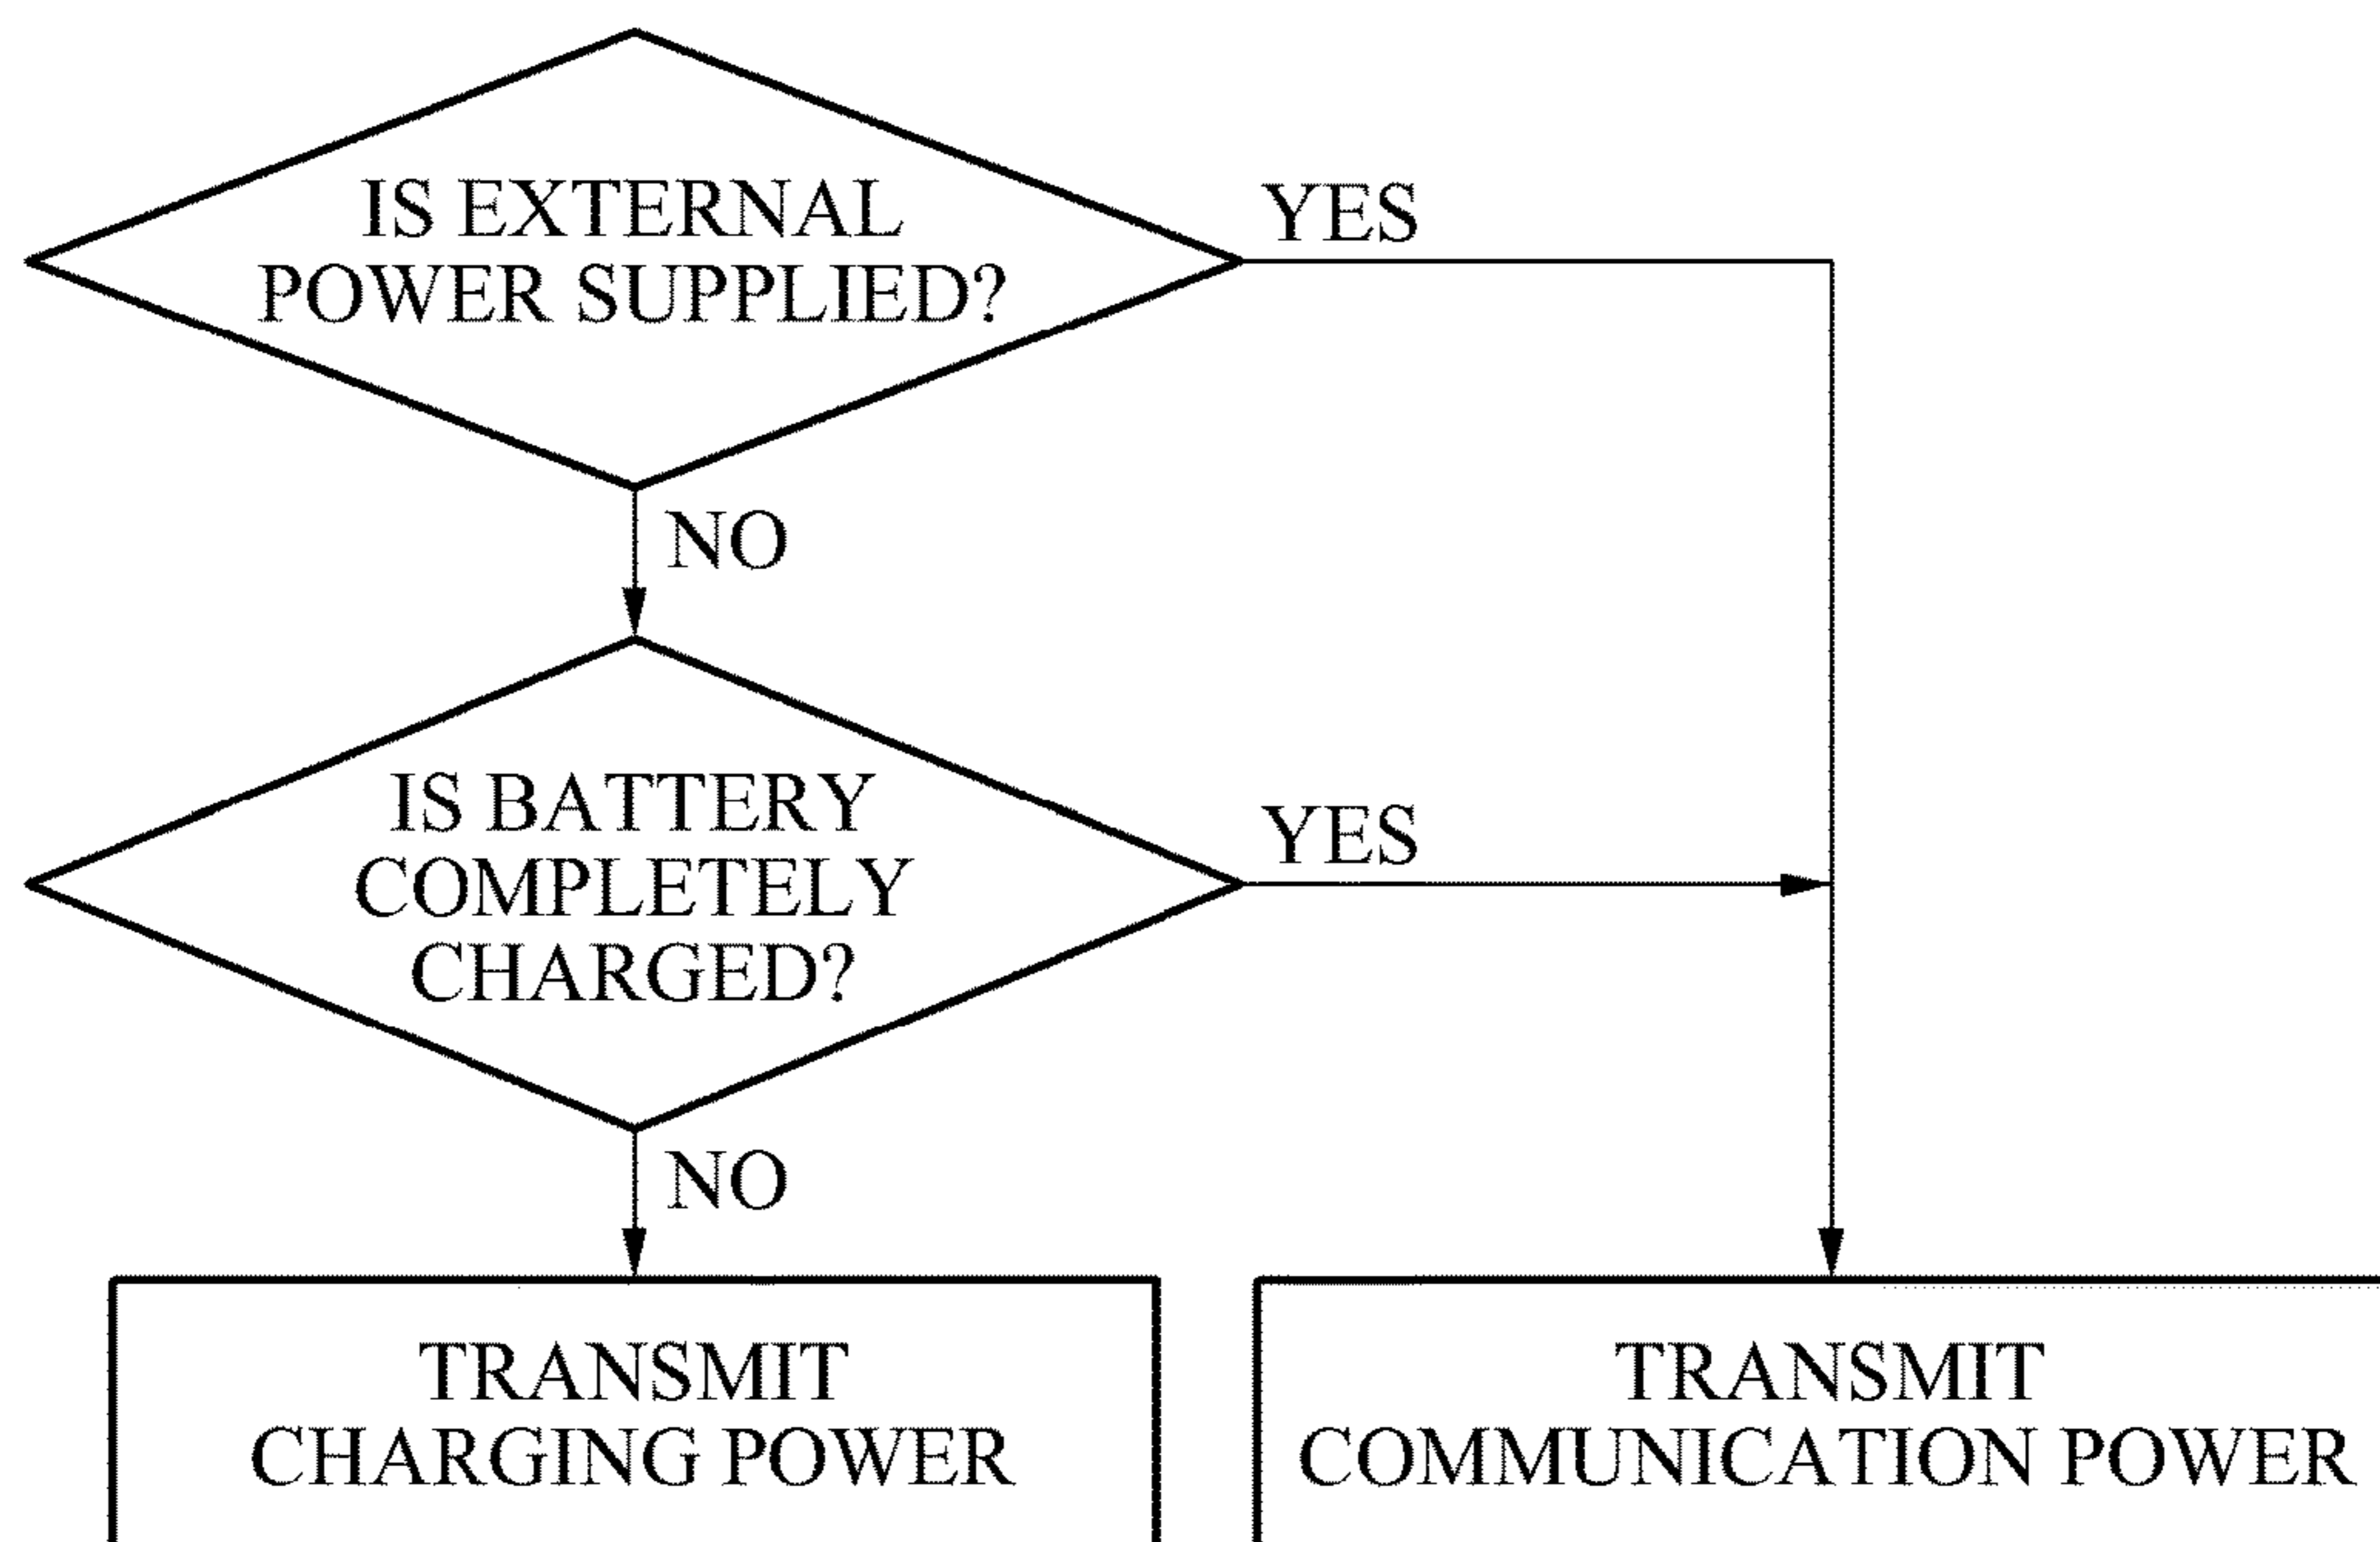 IS EXTERNAL
POWER SUPPLIED?
YES
NO
IS BATTERY
COMPLETELY
CHARGED?
YES
NO
TRANSMIT
CHARGING POWER
TRANSMIT
COMMUNICATION POWER